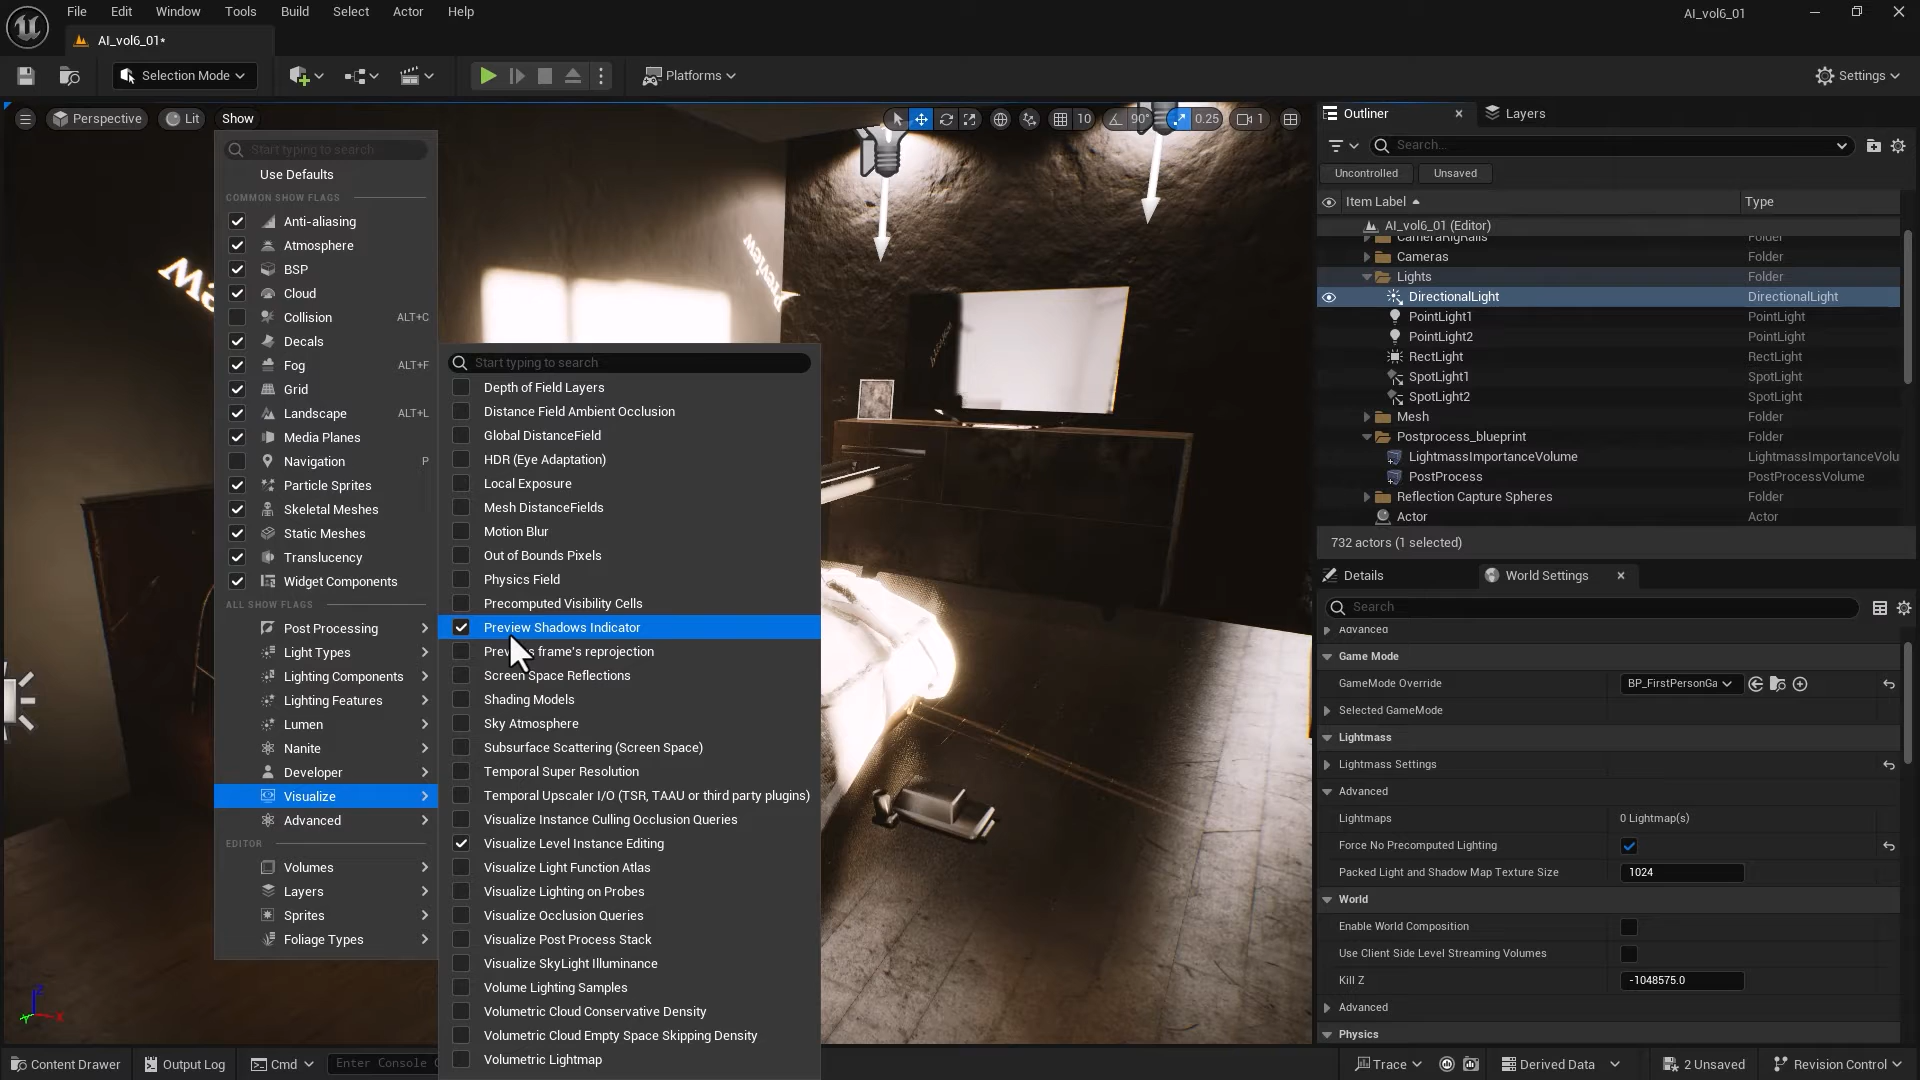 File Edit Window Tools Build Select Actor Help
AI_vol6_01
AI_vol6_01*
Selection Mode
Platforms
Settings
Perspective
Lit
Show
10
90°
0.25
1
Start typing to search
Use Defaults
COMMON SHOW FLAGS
Anti-aliasing
Atmosphere
BSP
Cloud
Collision ALT+C
Decals
Fog ALT+F
Grid
Landscape ALT+L
Media Planes
Navigation P
Particle Sprites
Skeletal Meshes
Static Meshes
Translucency
Widget Components
ALL SHOW FLAGS
Post Processing
Light Types
Lighting Components
Lighting Features
Lumen
Nanite
Developer
Visualize
Advanced
EDITOR
Volumes
Layers
Sprites
Foliage Types
Start typing to search
Depth of Field Layers
Distance Field Ambient Occlusion
Global DistanceField
HDR (Eye Adaptation)
Local Exposure
Mesh DistanceFields
Motion Blur
Out of Bounds Pixels
Physics Field
Precomputed Visibility Cells
Preview Shadows Indicator
frame's reprojection
Screen Space Reflections
Shading Models
Sky Atmosphere
Subsurface Scattering (Screen Space)
Temporal Super Resolution
Temporal Upscaler I/O (TSR, TAAU or third party plugins)
Visualize Instance Culling Occlusion Queries
Visualize Level Instance Editing
Visualize Light Function Atlas
Visualize Lighting on Probes
Visualize Occlusion Queries
Visualize Post Process Stack
Visualize SkyLight Illuminance
Volume Lighting Samples
Volumetric Cloud Conservative Density
Volumetric Cloud Empty Space Skipping Density
Volumetric Lightmap
Preview
Outliner
Layers
Search...
Uncontrolled
Unsaved
Item Label Type
AI_vol6_01 (Editor)
CameraRigRails Folder
Cameras Folder
Lights Folder
DirectionalLight DirectionalLight
PointLight1 PointLight
PointLight2 PointLight
RectLight RectLight
SpotLight1 SpotLight
SpotLight2 SpotLight
Mesh Folder
Postprocess_blueprint Folder
LightmassImportanceVolume LightmassImportanceVolu
PostProcess PostProcessVolume
Reflection Capture Spheres Folder
Actor Actor
732 actors (1 selected)
Details
World Settings
Search
Advanced
Game Mode
GameMode Override BP_FirstPersonGa
Selected GameMode
Lightmass
Lightmass Settings
Advanced
Lightmaps 0 Lightmap(s)
Force No Precomputed Lighting
Packed Light and Shadow Map Texture Size 1024
World
Enable World Composition
Use Client Side Level Streaming Volumes
Kill Z -1048575.0
Advanced
Physics
Content Drawer
Output Log
Cmd
Enter Console
Trace
Derived Data
2 Unsaved
Revision Control